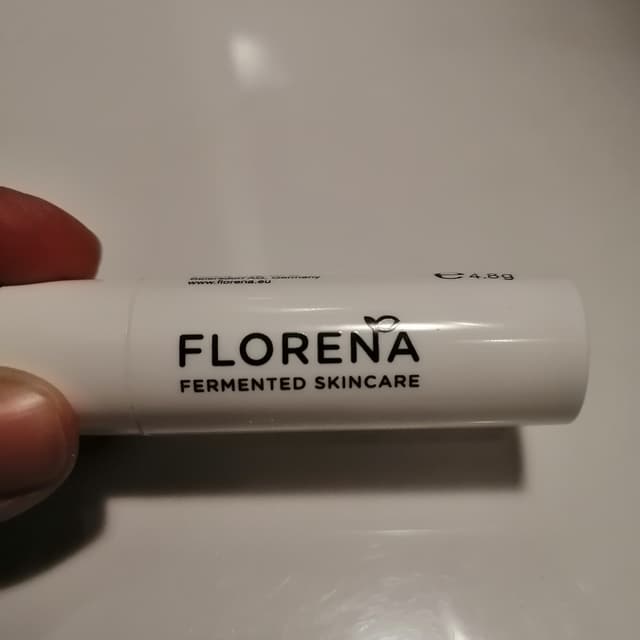 Beiersdorf AG, Germany
www.florena.eu
℮ 4.8g
FLORENA
FERMENTED SKINCARE